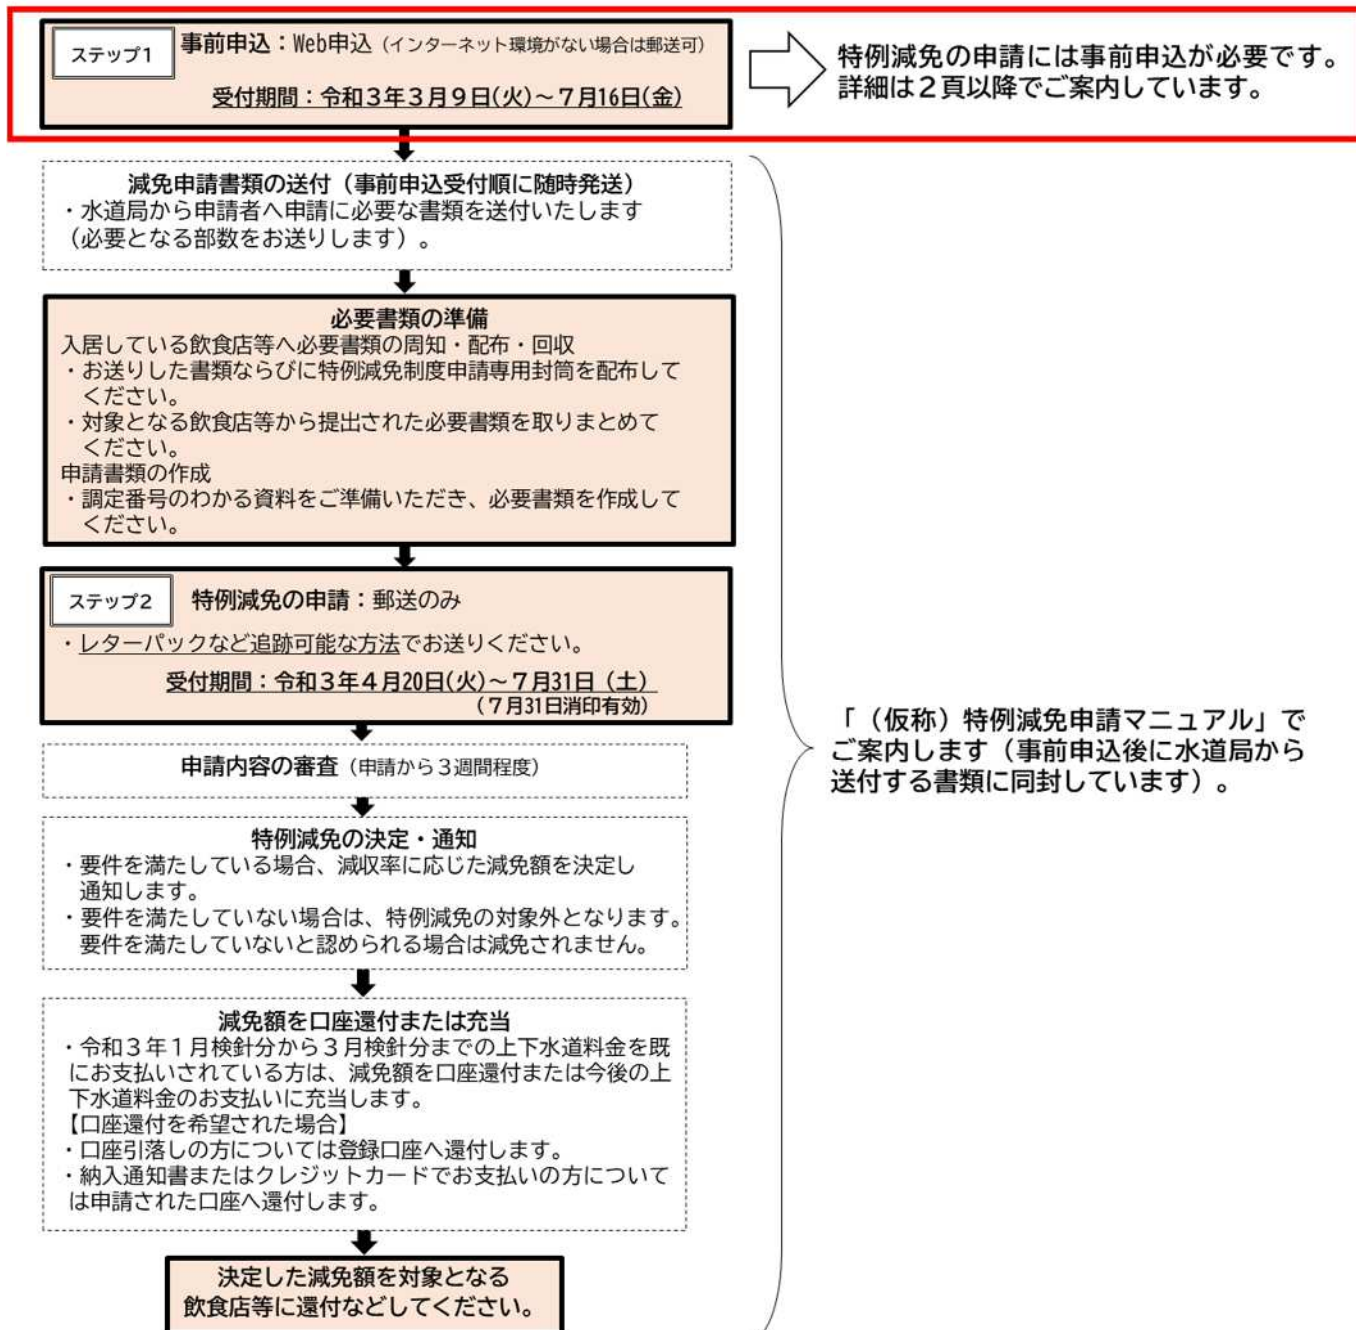 ステップ1
事前申込：Web申込（インターネット環境がない場合は郵送可）
受付期間：令和３年３月９日(火)～７月16日(金)
特例減免の申請には事前申込が必要です。
詳細は２頁以降でご案内しています。
減免申請書類の送付（事前申込受付順に随時発送）
・水道局から申請者へ申請に必要な書類を送付いたします
（必要となる部数をお送りします）。
必要書類の準備
入居している飲食店等へ必要書類の周知・配布・回収
・お送りした書類ならびに特例減免制度申請専用封筒を配布して
ください。
・対象となる飲食店等から提出された必要書類を取りまとめて
ください。
申請書類の作成
・調定番号のわかる資料をご準備いただき、必要書類を作成して
ください。
ステップ2
特例減免の申請：郵送のみ
・レターパックなど追跡可能な方法でお送りください。
受付期間：令和３年４月20日(火)～７月31日（土）
（７月31日消印有効）
「（仮称）特例減免申請マニュアル」で
ご案内します（事前申込後に水道局から
送付する書類に同封しています）。
申請内容の審査（申請から３週間程度）
特例減免の決定・通知
・要件を満たしている場合、減収率に応じた減免額を決定し
通知します。
・要件を満たしていない場合は、特例減免の対象外となります。
要件を満たしていないと認められる場合は減免されません。
減免額を口座還付または充当
・令和３年１月検針分から３月検針分までの上下水道料金を既
にお支払いされている方は、減免額を口座還付または今後の上
下水道料金のお支払いに充当します。
【口座還付を希望された場合】
・口座引落しの方については登録口座へ還付します。
・納入通知書またはクレジットカードでお支払いの方について
は申請された口座へ還付します。
決定した減免額を対象となる
飲食店等に還付などしてください。